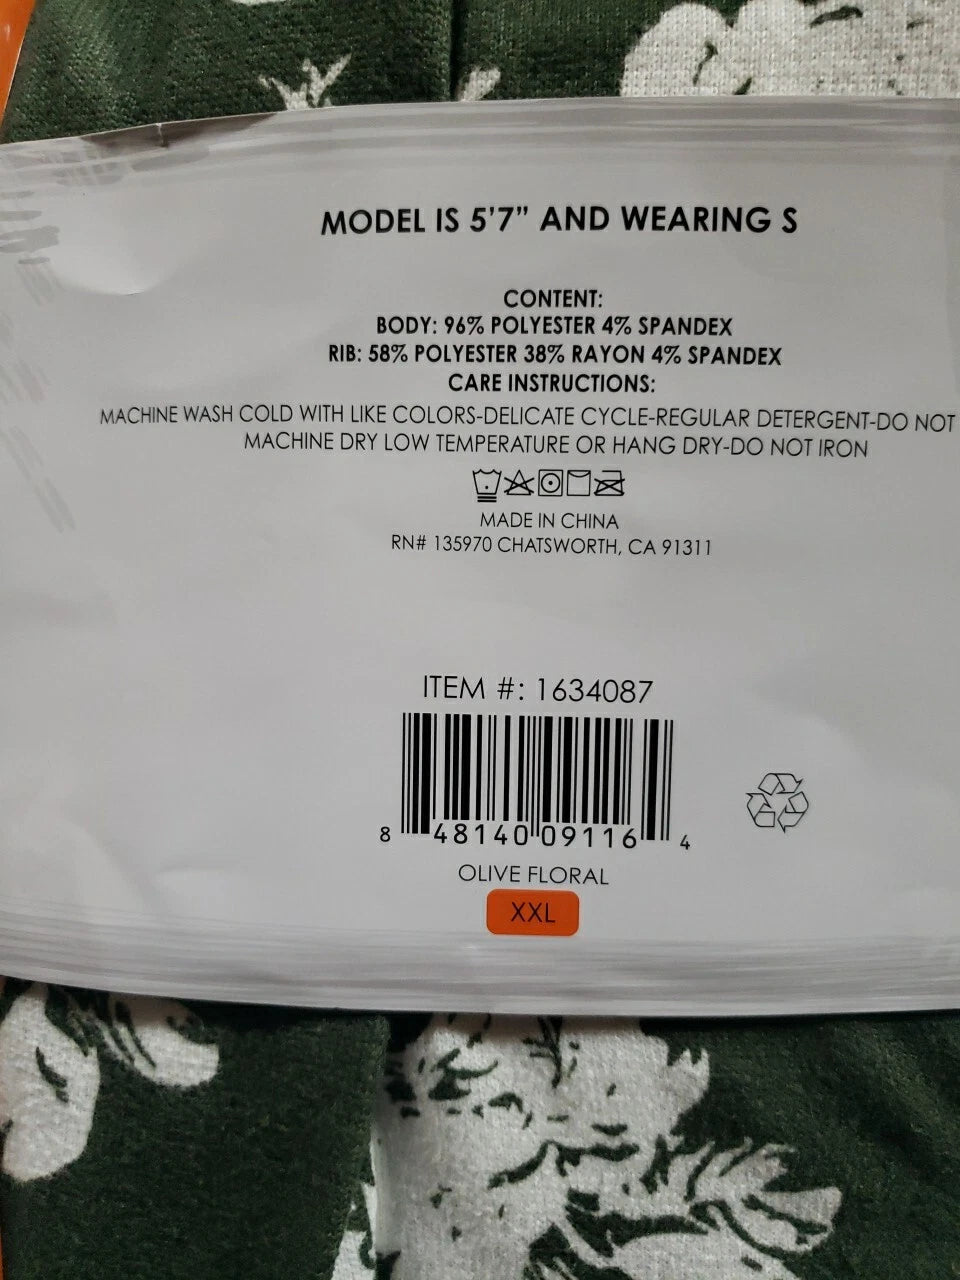 MODEL IS 5'7” AND WEARING S
CONTENT:
BODY: 96% POLYESTER 4% SPANDEX
RIB: 58% POLYESTER 38% RAYON 4% SPANDEX
CARE INSTRUCTIONS:
MACHINE WASH COLD WITH LIKE COLORS-DELICATE CYCLE-REGULAR DETERGENT-DO NOT
MACHINE DRY LOW TEMPERATURE OR HANG DRY-DO NOT IRON
MADE IN CHINA
RN# 135970 CHATSWORTH, CA 91311
ITEM #: 1634087
8 48140 09116 4
OLIVE FLORAL
XXL